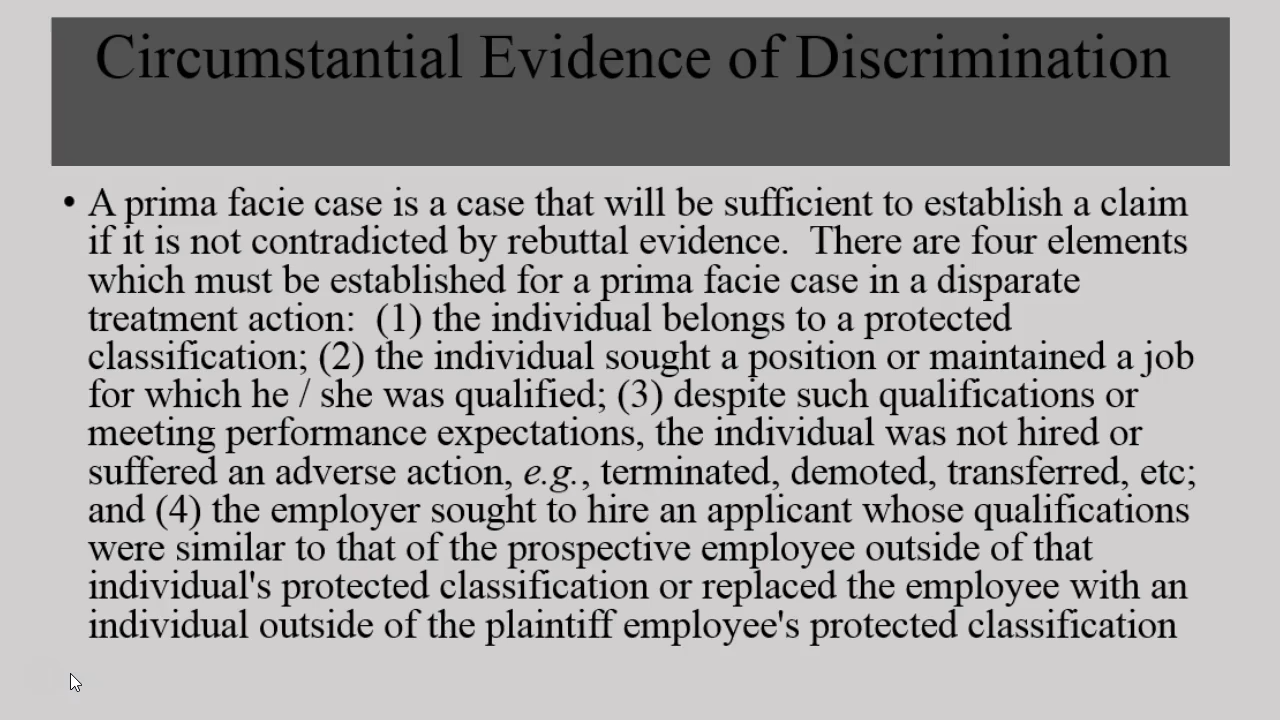 Circumstantial Evidence of Discrimination
• A prima facie case is a case that will be sufficient to establish a claim
if it is not contradicted by rebuttal evidence.  There are four elements
which must be established for a prima facie case in a disparate
treatment action:  (1) the individual belongs to a protected
classification; (2) the individual sought a position or maintained a job
for which he / she was qualified; (3) despite such qualifications or
meeting performance expectations, the individual was not hired or
suffered an adverse action, e.g., terminated, demoted, transferred, etc;
and (4) the employer sought to hire an applicant whose qualifications
were similar to that of the prospective employee outside of that
individual's protected classification or replaced the employee with an
individual outside of the plaintiff employee's protected classification